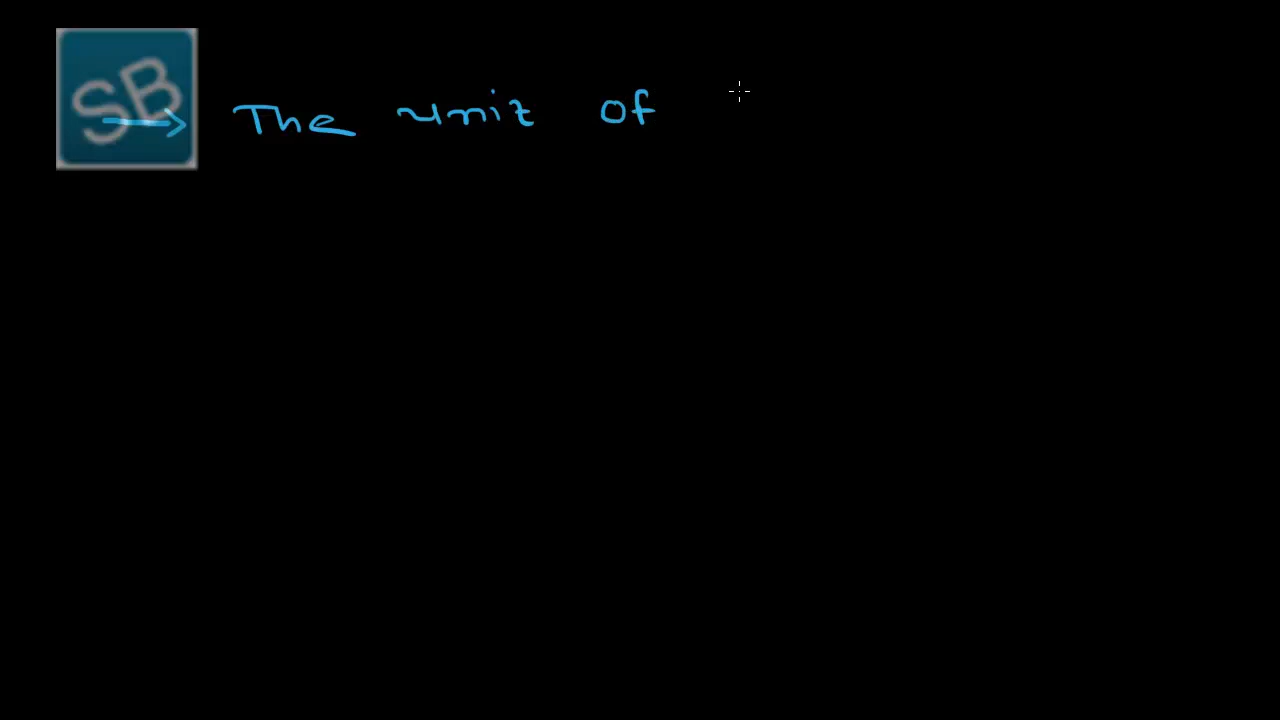 SB
→ The unit of